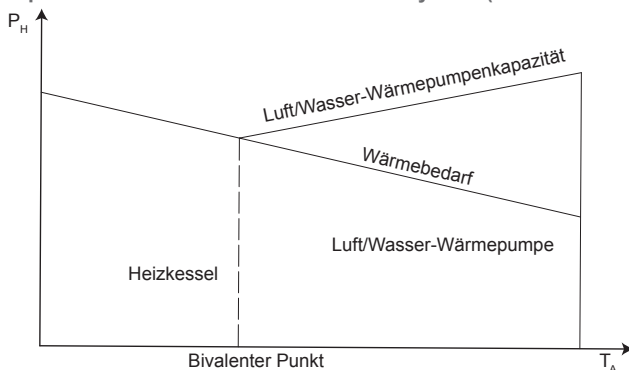 P_H
Luft/Wasser-Wärmepumpenkapazität
Wärmebedarf
Luft/Wasser-Wärmepumpe
Heizkessel
Bivalenter Punkt
T_A